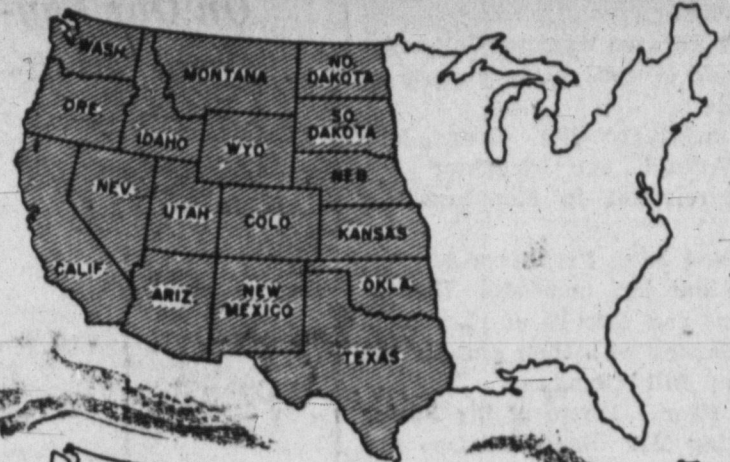 WASH.
MONTANA
NO.
DAKOTA
ORE.
IDAHO
WYO.
SO.
DAKOTA
NEB.
NEV.
UTAH
COLO
KANSAS
CALIF.
ARIZ.
NEW
MEXICO
OKLA.
TEXAS